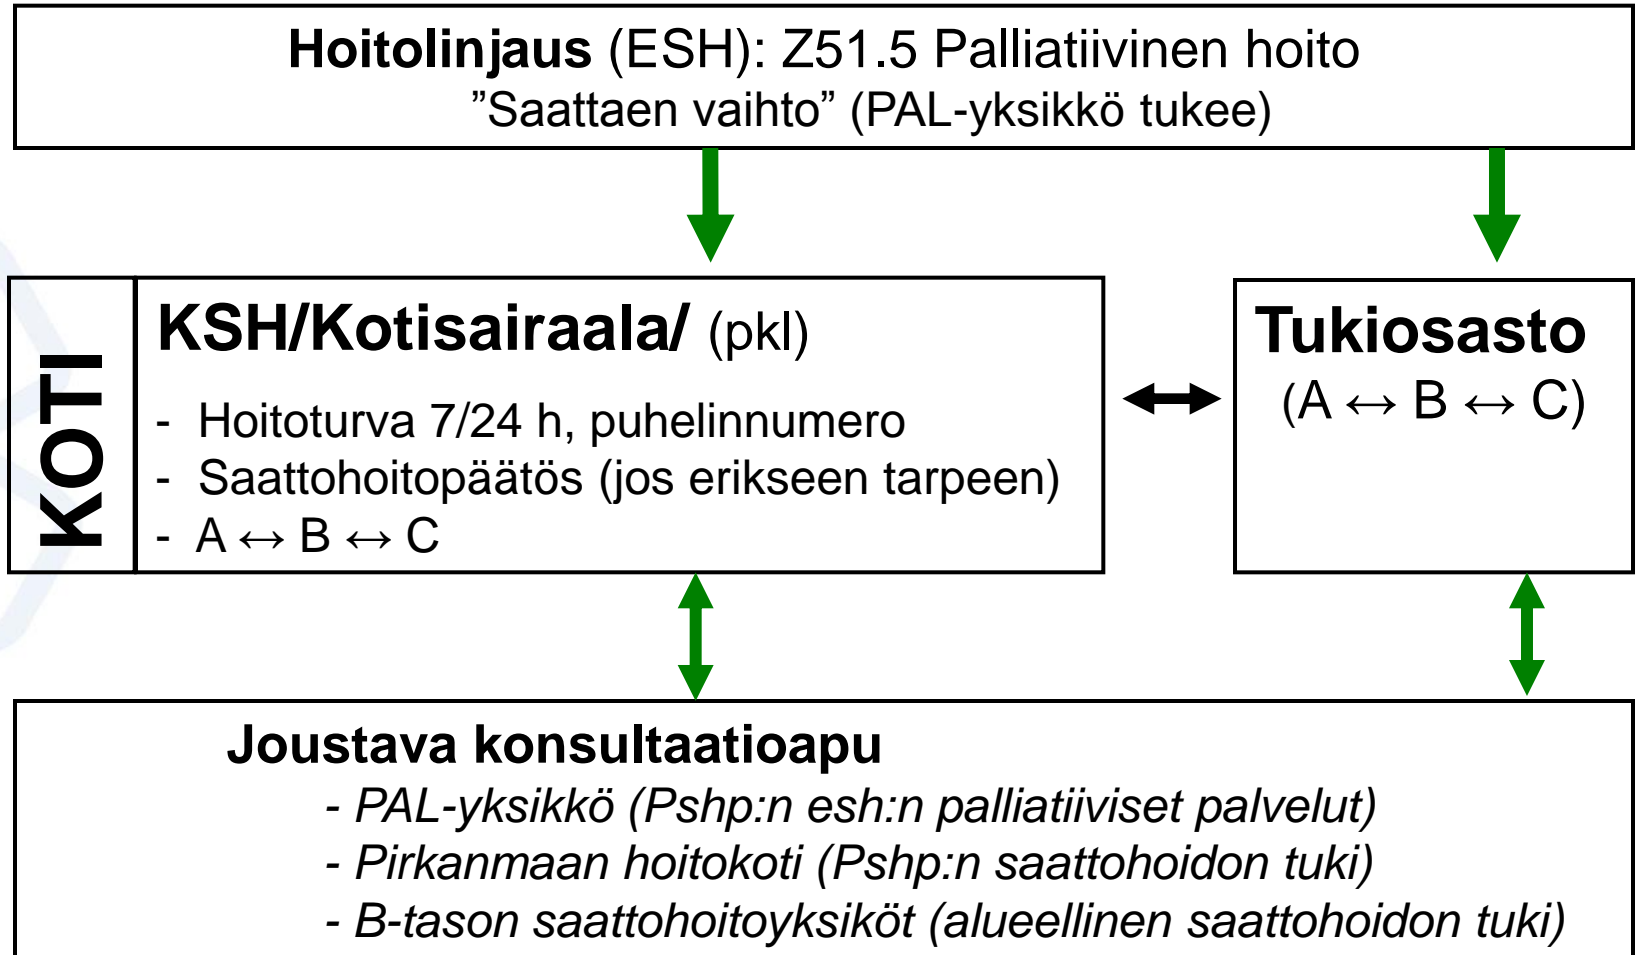 Hoitolinjaus (ESH): Z51.5 Palliatiivinen hoito
”Saattaen vaihto” (PAL-yksikkö tukee)
KOTI
KSH/Kotisairaala/ (pkl)
- Hoitoturva 7/24 h, puhelinnumero
- Saattohoitopäätös (jos erikseen tarpeen)
- A ↔ B ↔ C
Tukiosasto
(A ↔ B ↔ C)
Joustava konsultaatioapu
- PAL-yksikkö (Pshp:n esh:n palliatiiviset palvelut)
- Pirkanmaan hoitokoti (Pshp:n saattohoidon tuki)
- B-tason saattohoitoyksiköt (alueellinen saattohoidon tuki)